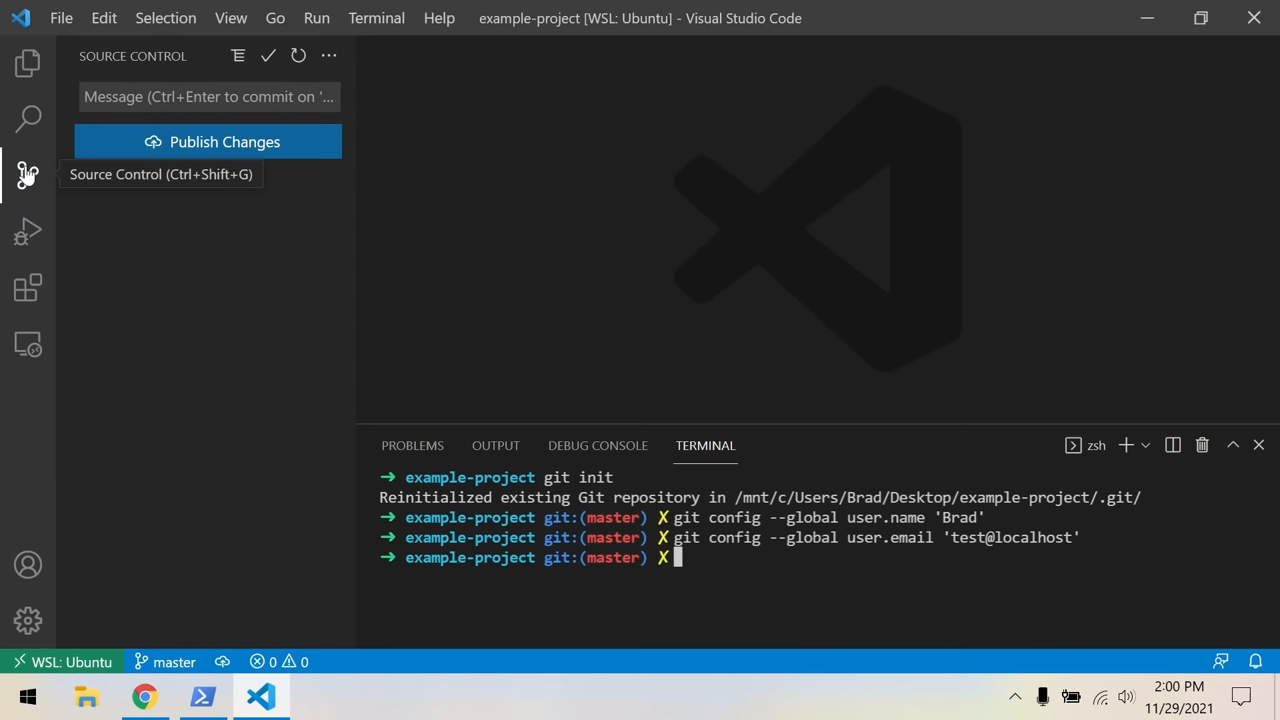 File Edit Selection View Go Run Terminal Help example-project [WSL: Ubuntu] - Visual Studio Code
SOURCE CONTROL
Message (Ctrl+Enter to commit on '...
Publish Changes
Source Control (Ctrl+Shift+G)
PROBLEMS OUTPUT DEBUG CONSOLE TERMINAL zsh
➜ example-project git init
Reinitialized existing Git repository in /mnt/c/Users/Brad/Desktop/example-project/.git/
➜ example-project git:(master) ✗ git config --global user.name 'Brad'
➜ example-project git:(master) ✗ git config --global user.email 'test@localhost'
➜ example-project git:(master) ✗
WSL: Ubuntu master 0 0
2:00 PM
11/29/2021